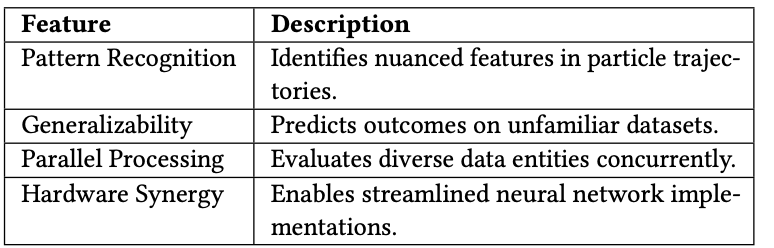 Feature Description
Pattern Recognition Identifies nuanced features in particle trajec-
tories.
Generalizability Predicts outcomes on unfamiliar datasets.
Parallel Processing Evaluates diverse data entities concurrently.
Hardware Synergy Enables streamlined neural network imple-
mentations.